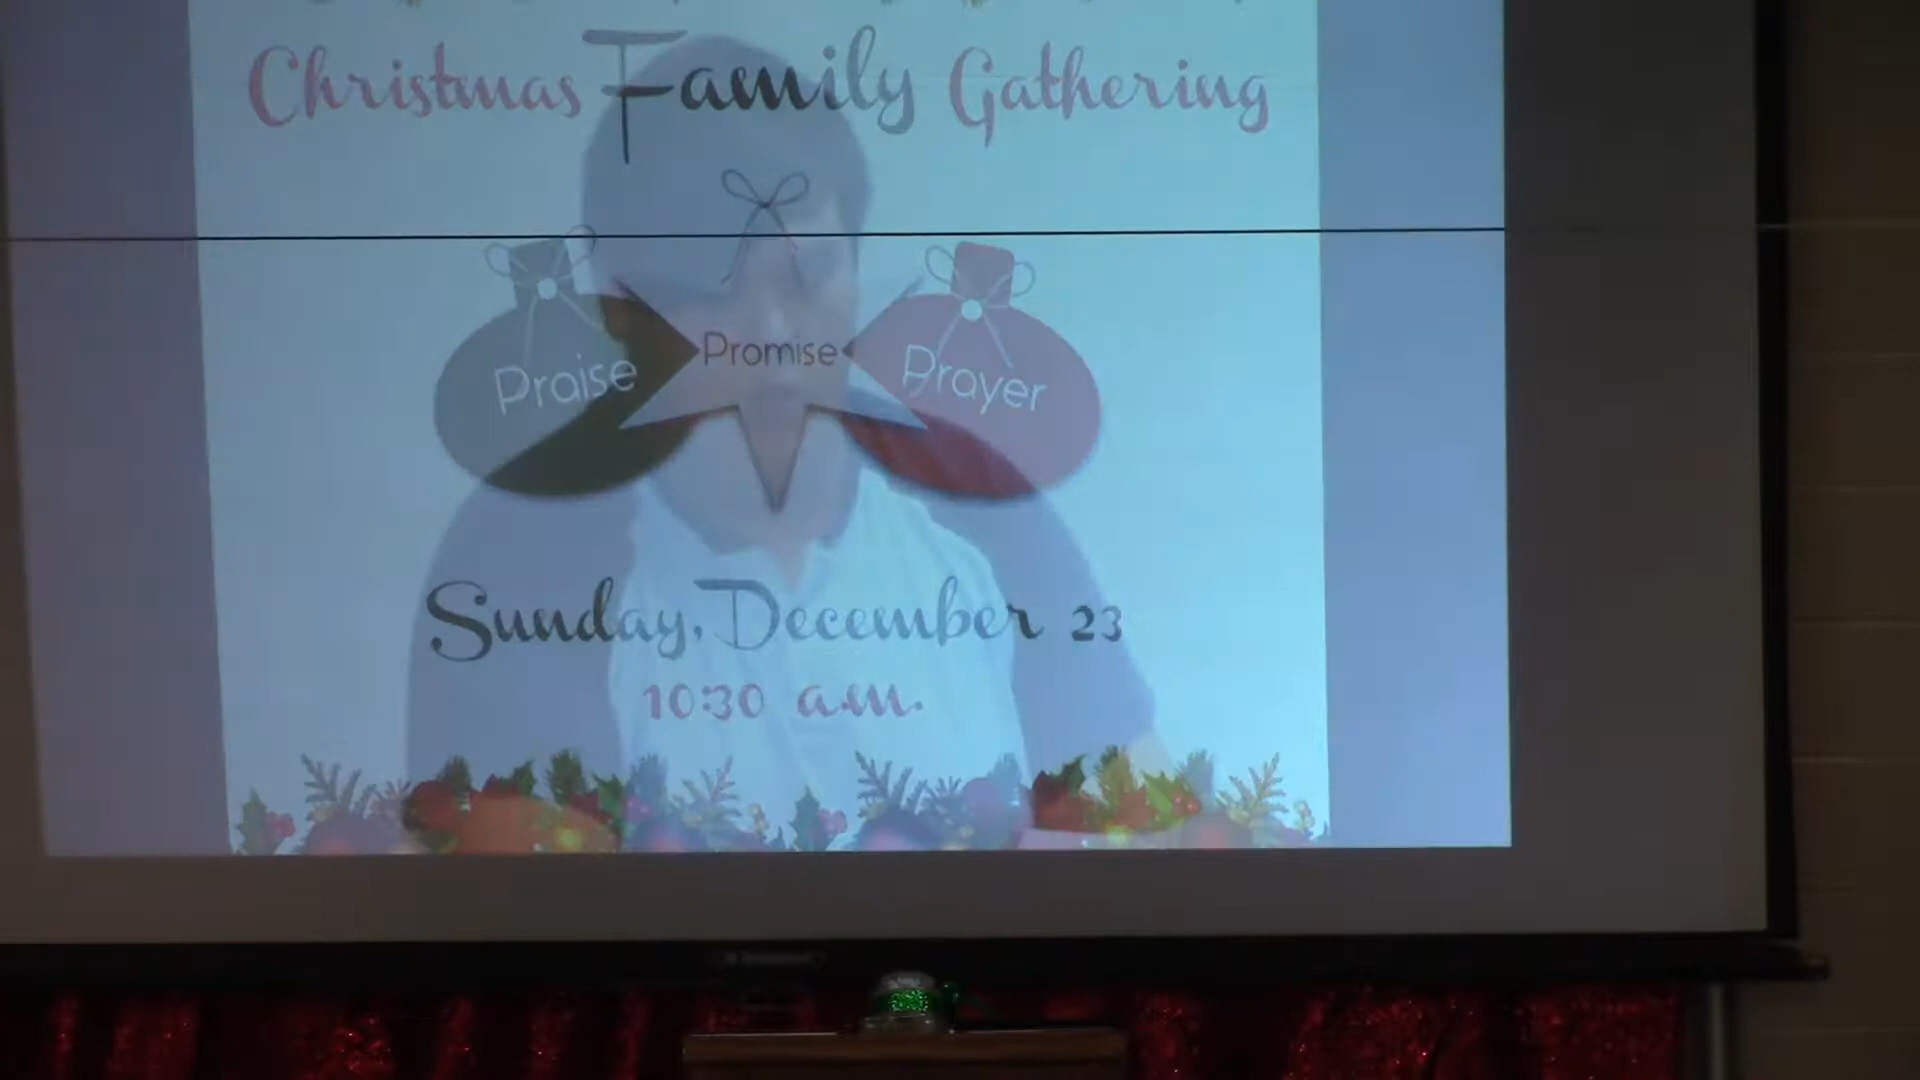 Christmas Family Gathering
Praise
Promise
Prayer
Sunday, December 23
10:30 a.m.